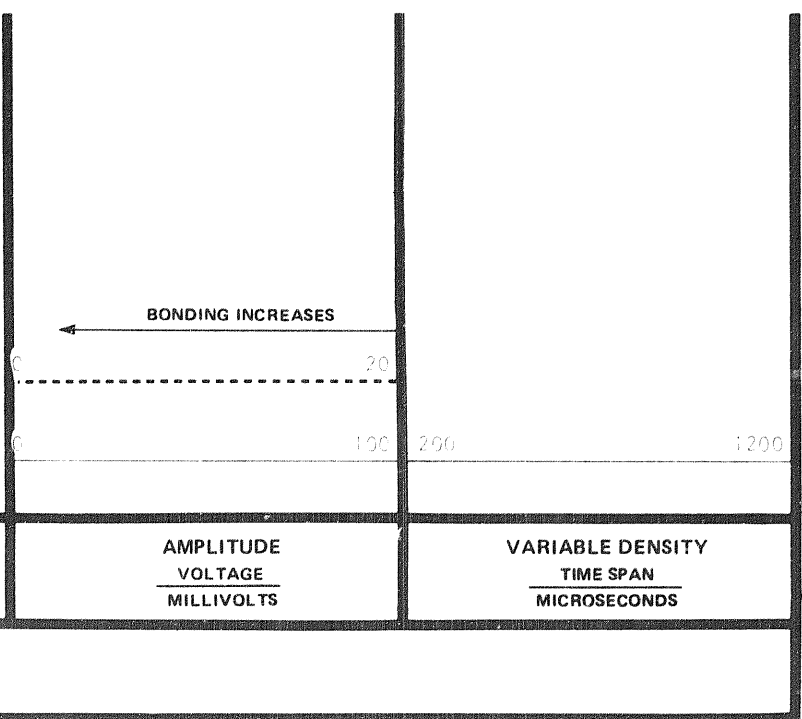 BONDING INCREASES
0 20
0 100 200 1200
AMPLITUDE
VOLTAGE
MILLIVOLTS
VARIABLE DENSITY
TIME SPAN
MICROSECONDS